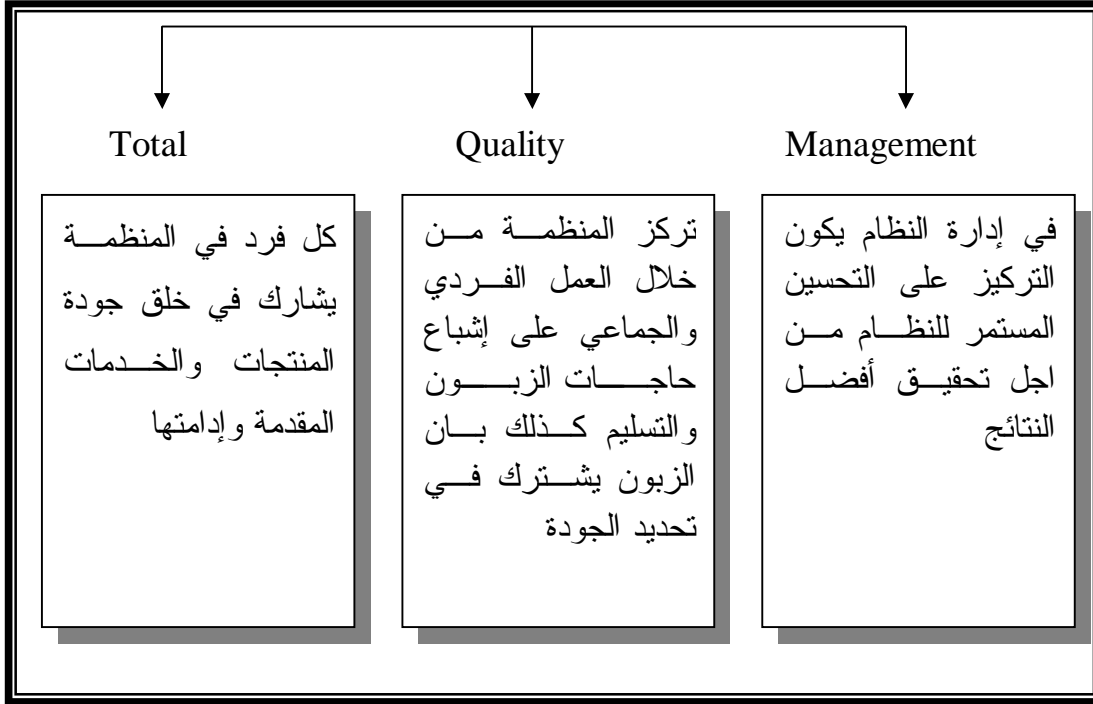 Total
Quality
Management
كل فرد في المنظمة
يشارك في خلق جودة
المنتجات والخدمات
المقدمة وإدامتها
تركز المنظمة من
خلال العمل الفردي
والجماعي على إشباع
حاجات الزبون
والتسليم كذلك بان
الزبون يشترك في
تحديد الجودة
في إدارة النظام يكون
التركيز على التحسين
المستمر للنظام من
اجل تحقيق أفضل
النتائج